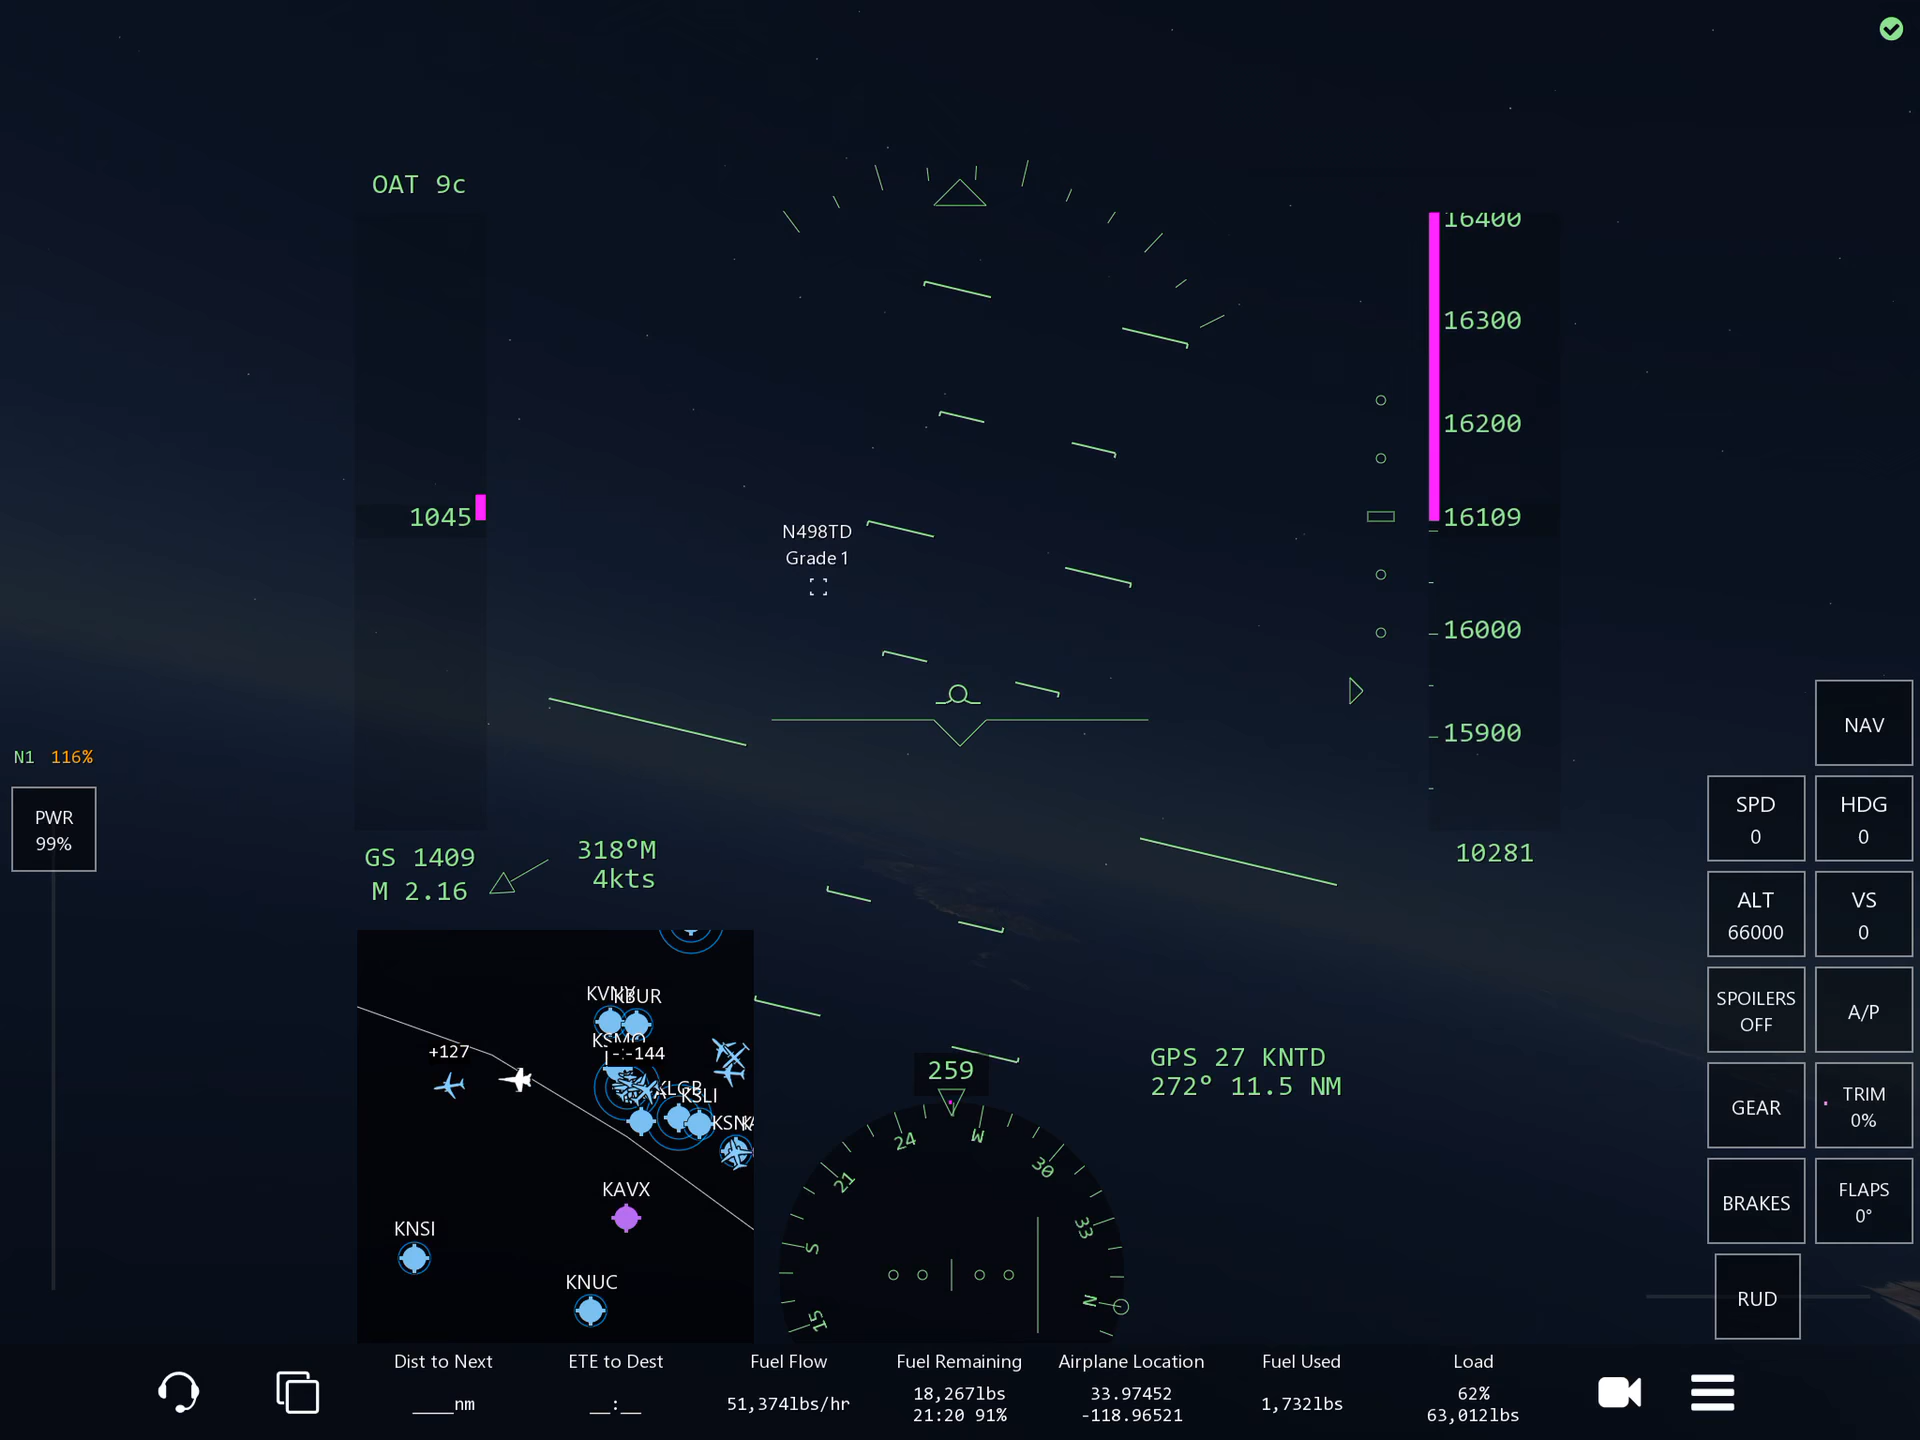 OAT 9c
16400
16300
16200
1045
16109
N498TD
Grade 1
16000
15900
NAV
N1 116%
PWR
99%
SPD
0
HDG
0
GS 1409
M 2.16
318°M
4kts
10281
ALT
66000
VS
0
SPOILERS
OFF
A/P
KBUR
+127
-144
GPS 27 KNTD
272° 11.5 NM
259
GEAR
TRIM
0%
KSLI
24
W
30
21
33
S
N
15
KAVX
KNSI
KNUC
BRAKES
FLAPS
0°
RUD
Dist to Next
ETE to Dest
Fuel Flow
Fuel Remaining
Airplane Location
Fuel Used
Load
____nm
__:__
51,374lbs/hr
18,267lbs
21:20 91%
33.97452
-118.96521
1,732lbs
62%
63,012lbs